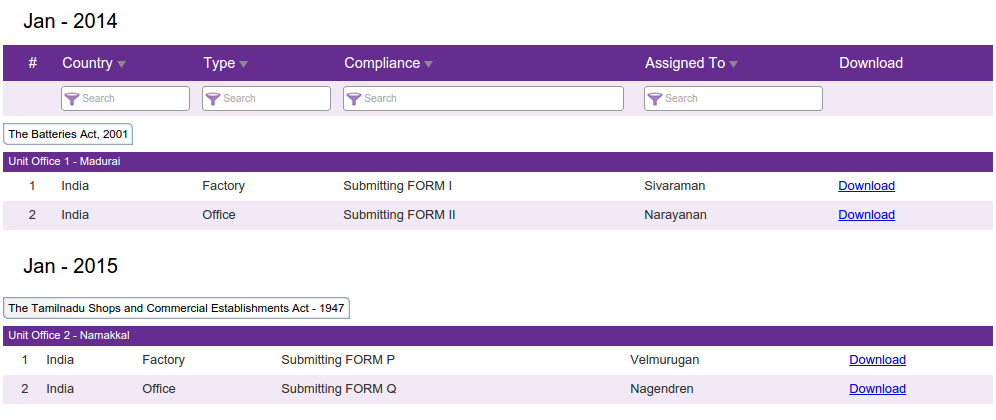 Jan - 2014
# Country Type Compliance Assigned To Download
Search Search Search Search
The Batteries Act, 2001
Unit Office 1 - Madurai
1 India Factory Submitting FORM I Sivaraman Download
2 India Office Submitting FORM II Narayanan Download
Jan - 2015
The Tamilnadu Shops and Commercial Establishments Act - 1947
Unit Office 2 - Namakkal
1 India Factory Submitting FORM P Velmurugan Download
2 India Office Submitting FORM Q Nagendren Download